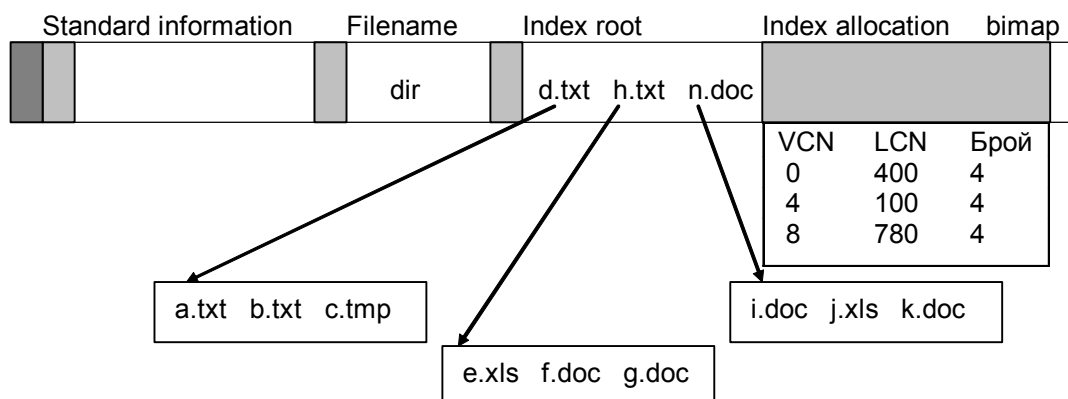 Standard information Filename Index root Index allocation bimap
dir d.txt h.txt n.doc
VCN LCN Брой
0 400 4
4 100 4
8 780 4
a.txt b.txt c.tmp
i.doc j.xls k.doc
e.xls f.doc g.doc